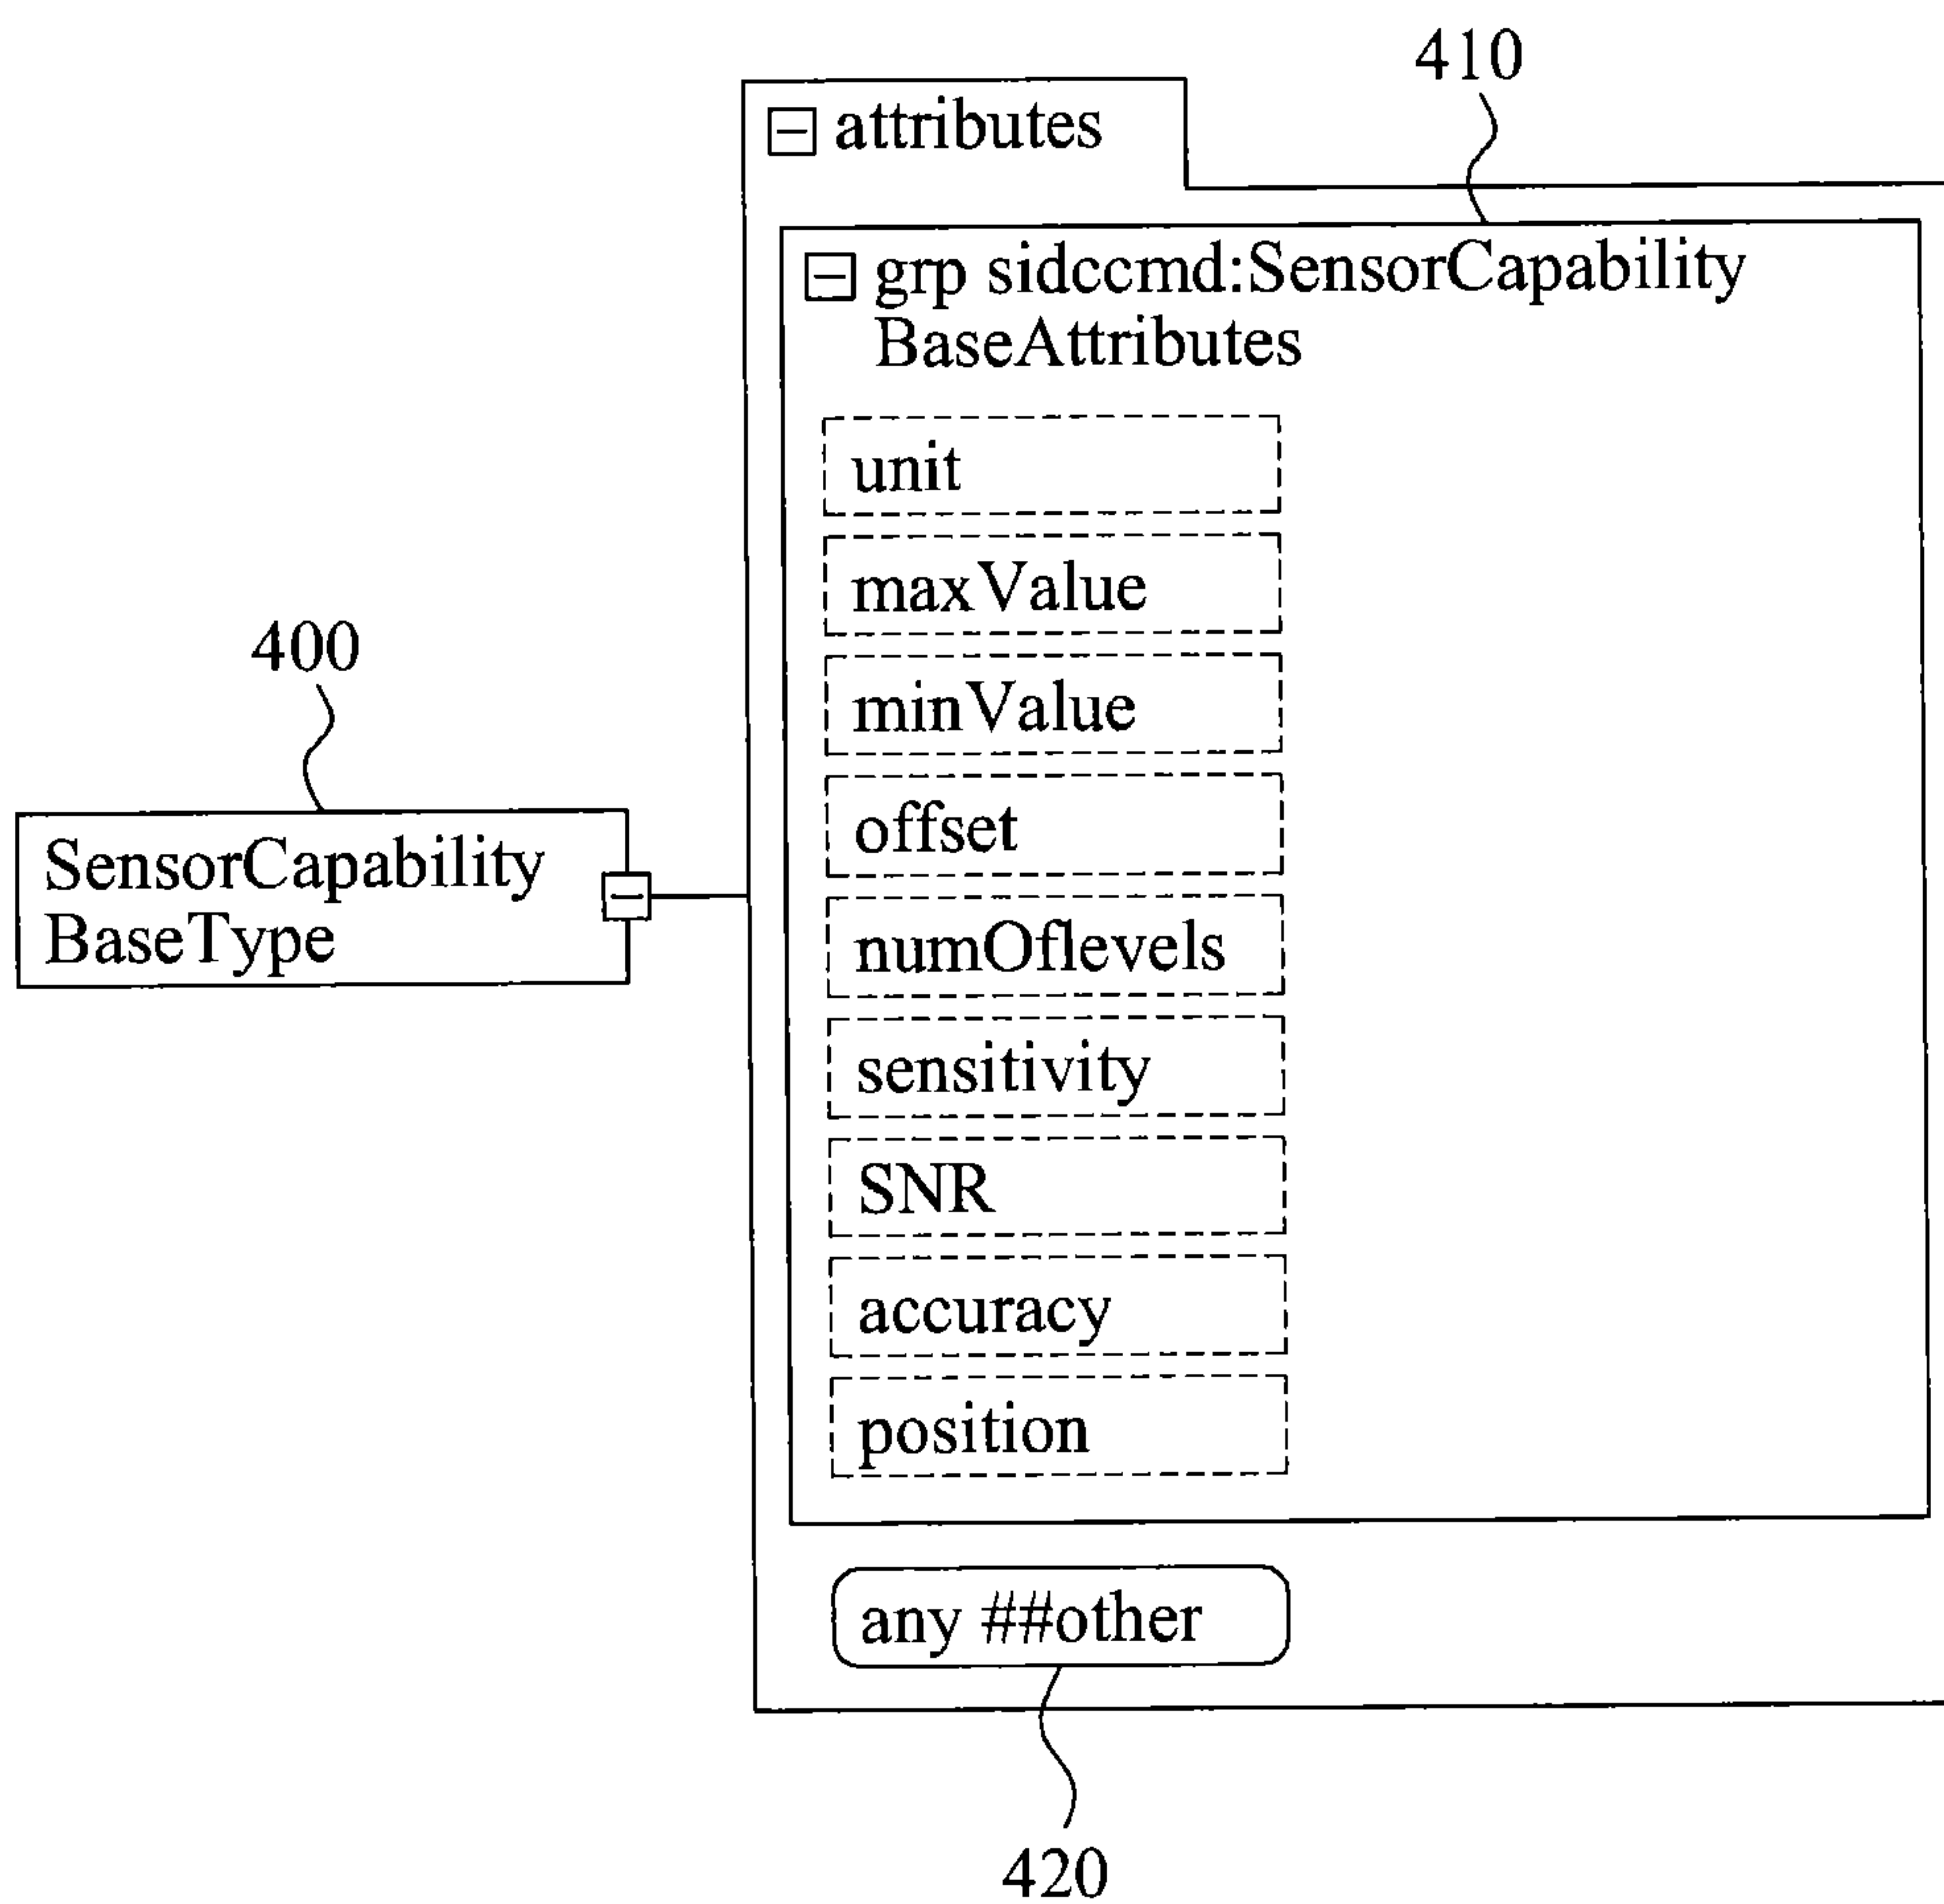 410
attributes
grp sidccmd:SensorCapability
BaseAttributes
unit
maxValue
minValue
400
offset
SensorCapability
BaseType
numOflevels
sensitivity
SNR
accuracy
position
any ##other
420